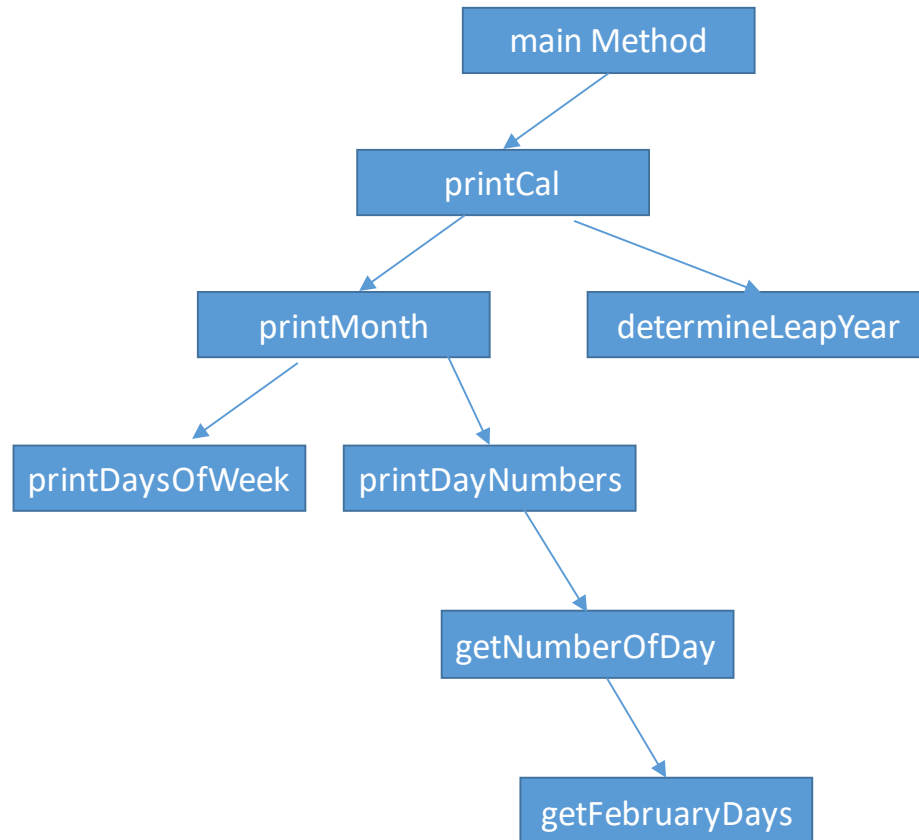 main Method
printCal
printMonth
determineLeapYear
printDaysOfWeek
printDayNumbers
getNumberOfDay
getFebruaryDays